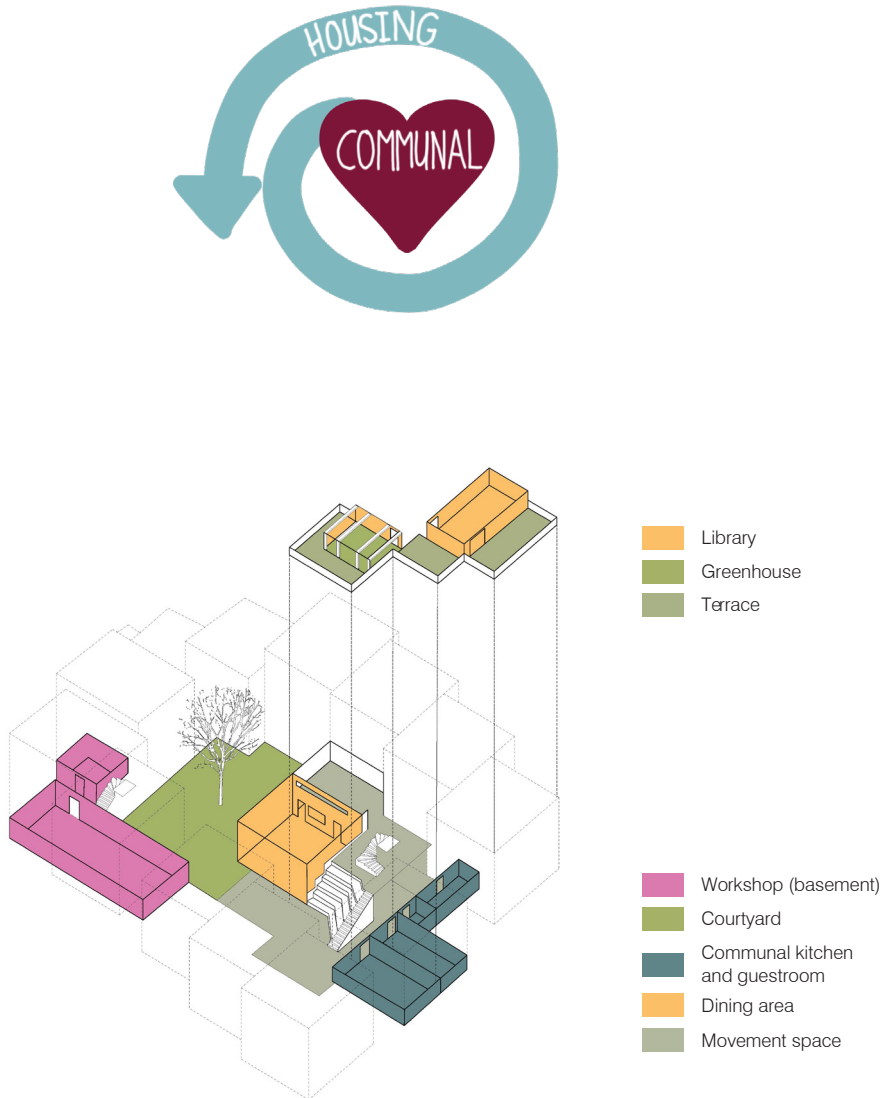 HOUSING
COMMUNAL
Library
Greenhouse
Terrace
Workshop (basement)
Courtyard
Communal kitchen
and guestroom
Dining area
Movement space